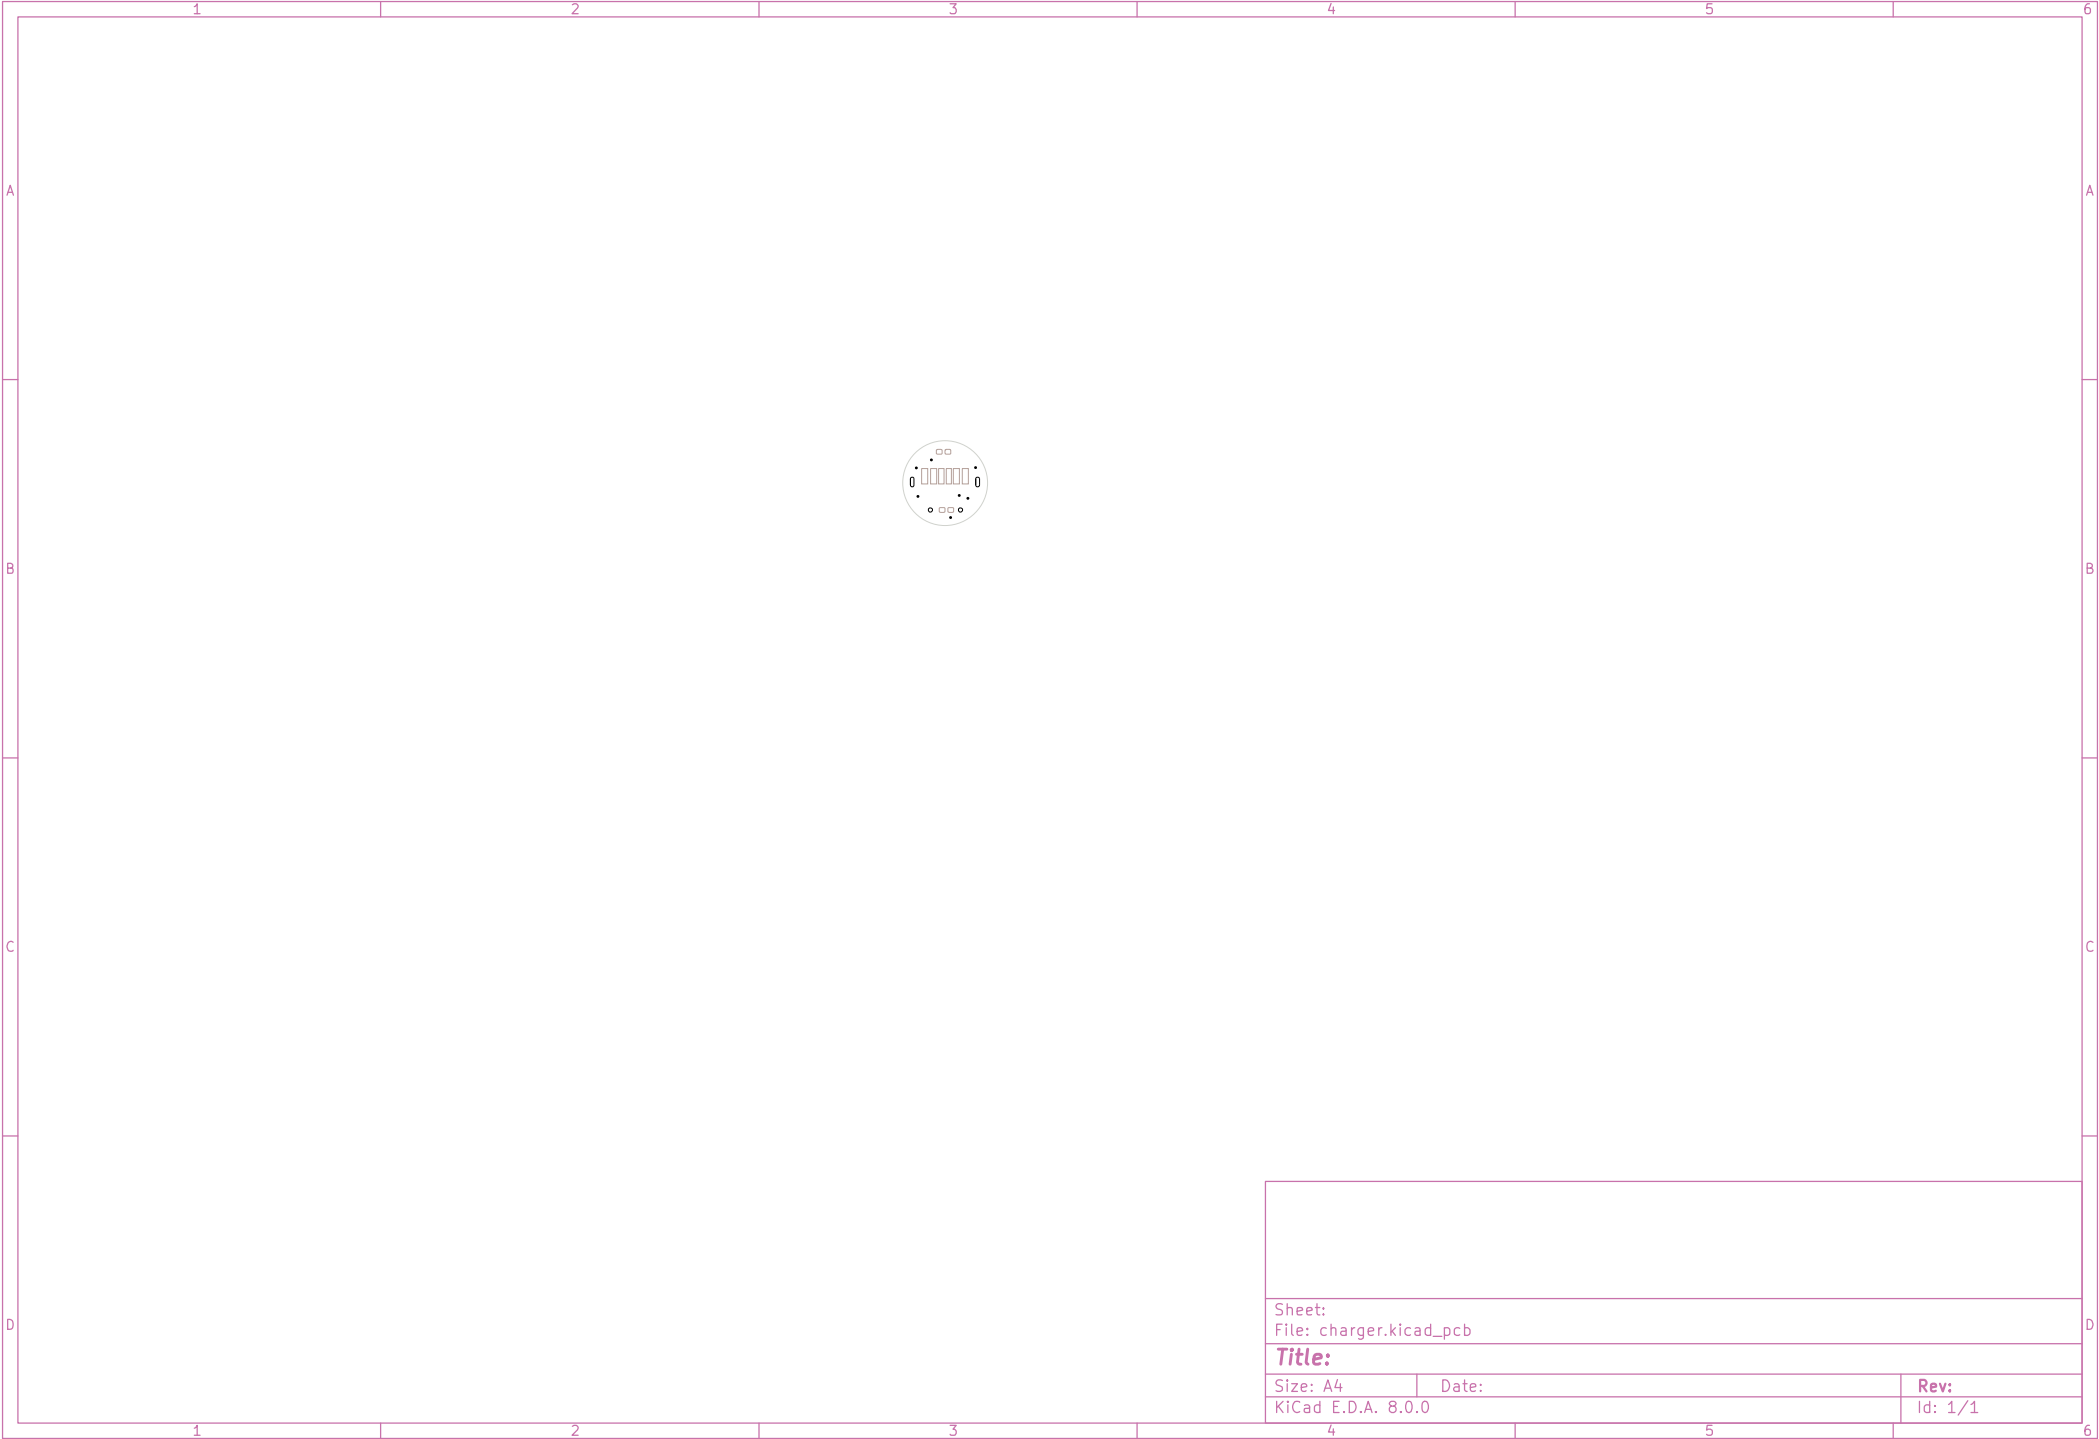 1 2 3 4 5 6
A A
B B
C C
D D
Sheet:
File: charger.kicad_pcb
Title:
Size: A4 Date: Rev:
KiCad E.D.A. 8.0.0 Id: 1/1
1 2 3 4 5 6